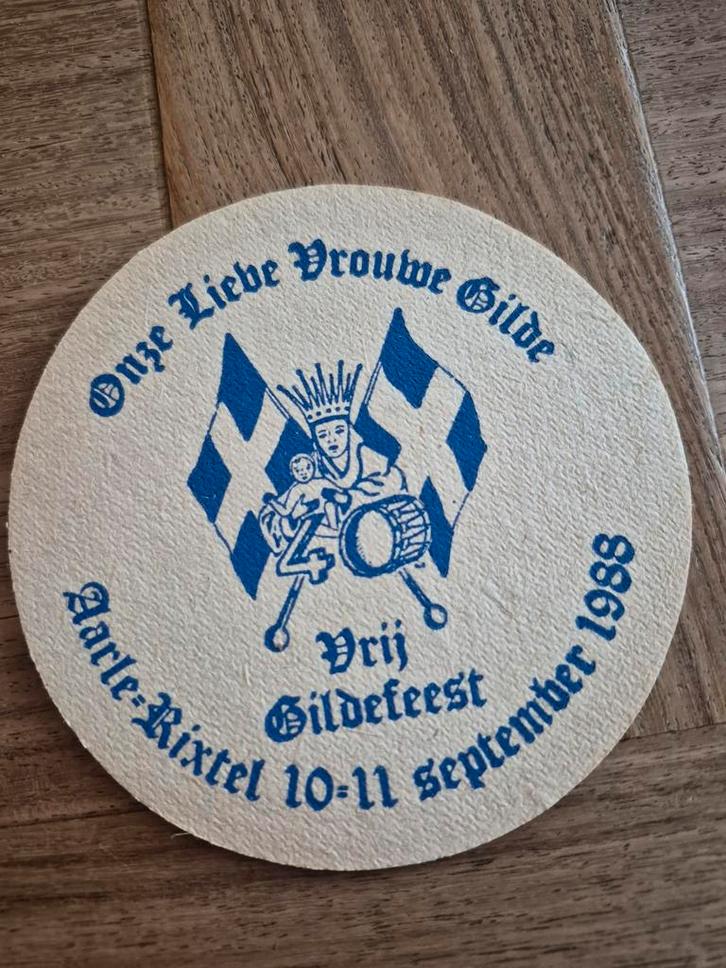 Onze Lieve Vrouwe Gilde
40
Vrij
Gildefeest
Aarle=Rixtel 10=11 september 1988